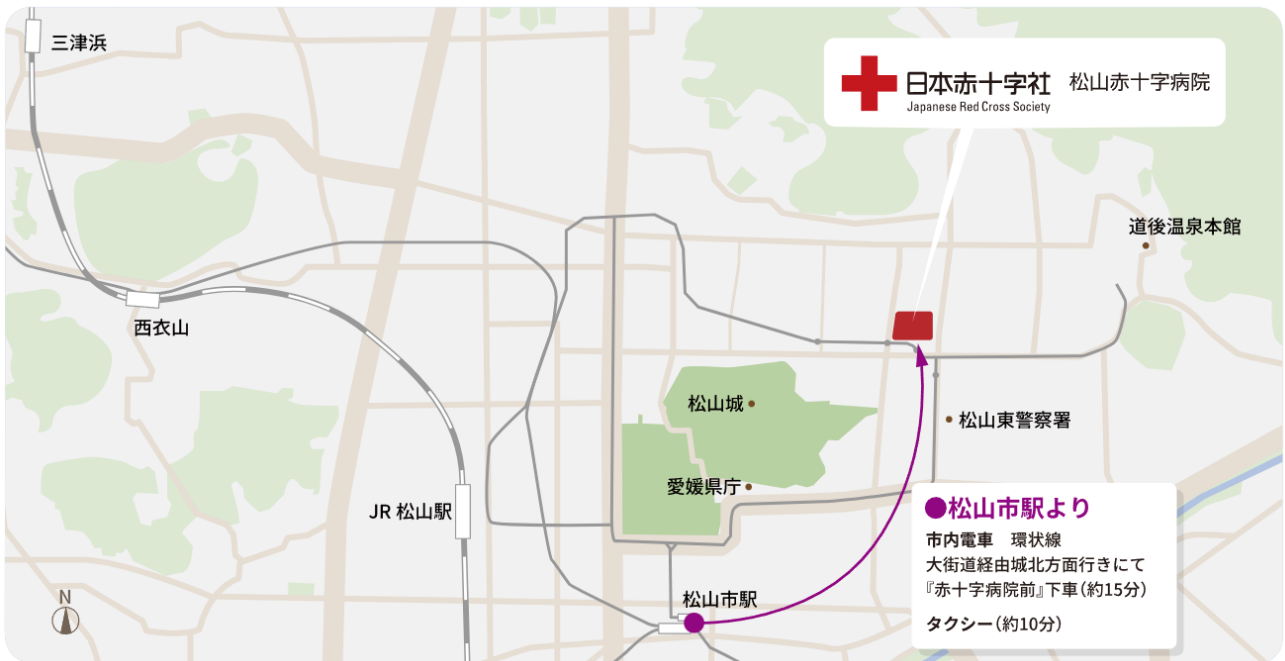 三津浜
日本赤十字社 松山赤十字病院
Japanese Red Cross Society
道後温泉本館
西衣山
松山城
松山東警察署
愛媛県庁
JR 松山駅
●松山市駅より
市内電車 環状線
大街道経由城北方面行きにて
『赤十字病院前』下車(約15分)
タクシー(約10分)
松山市駅
N